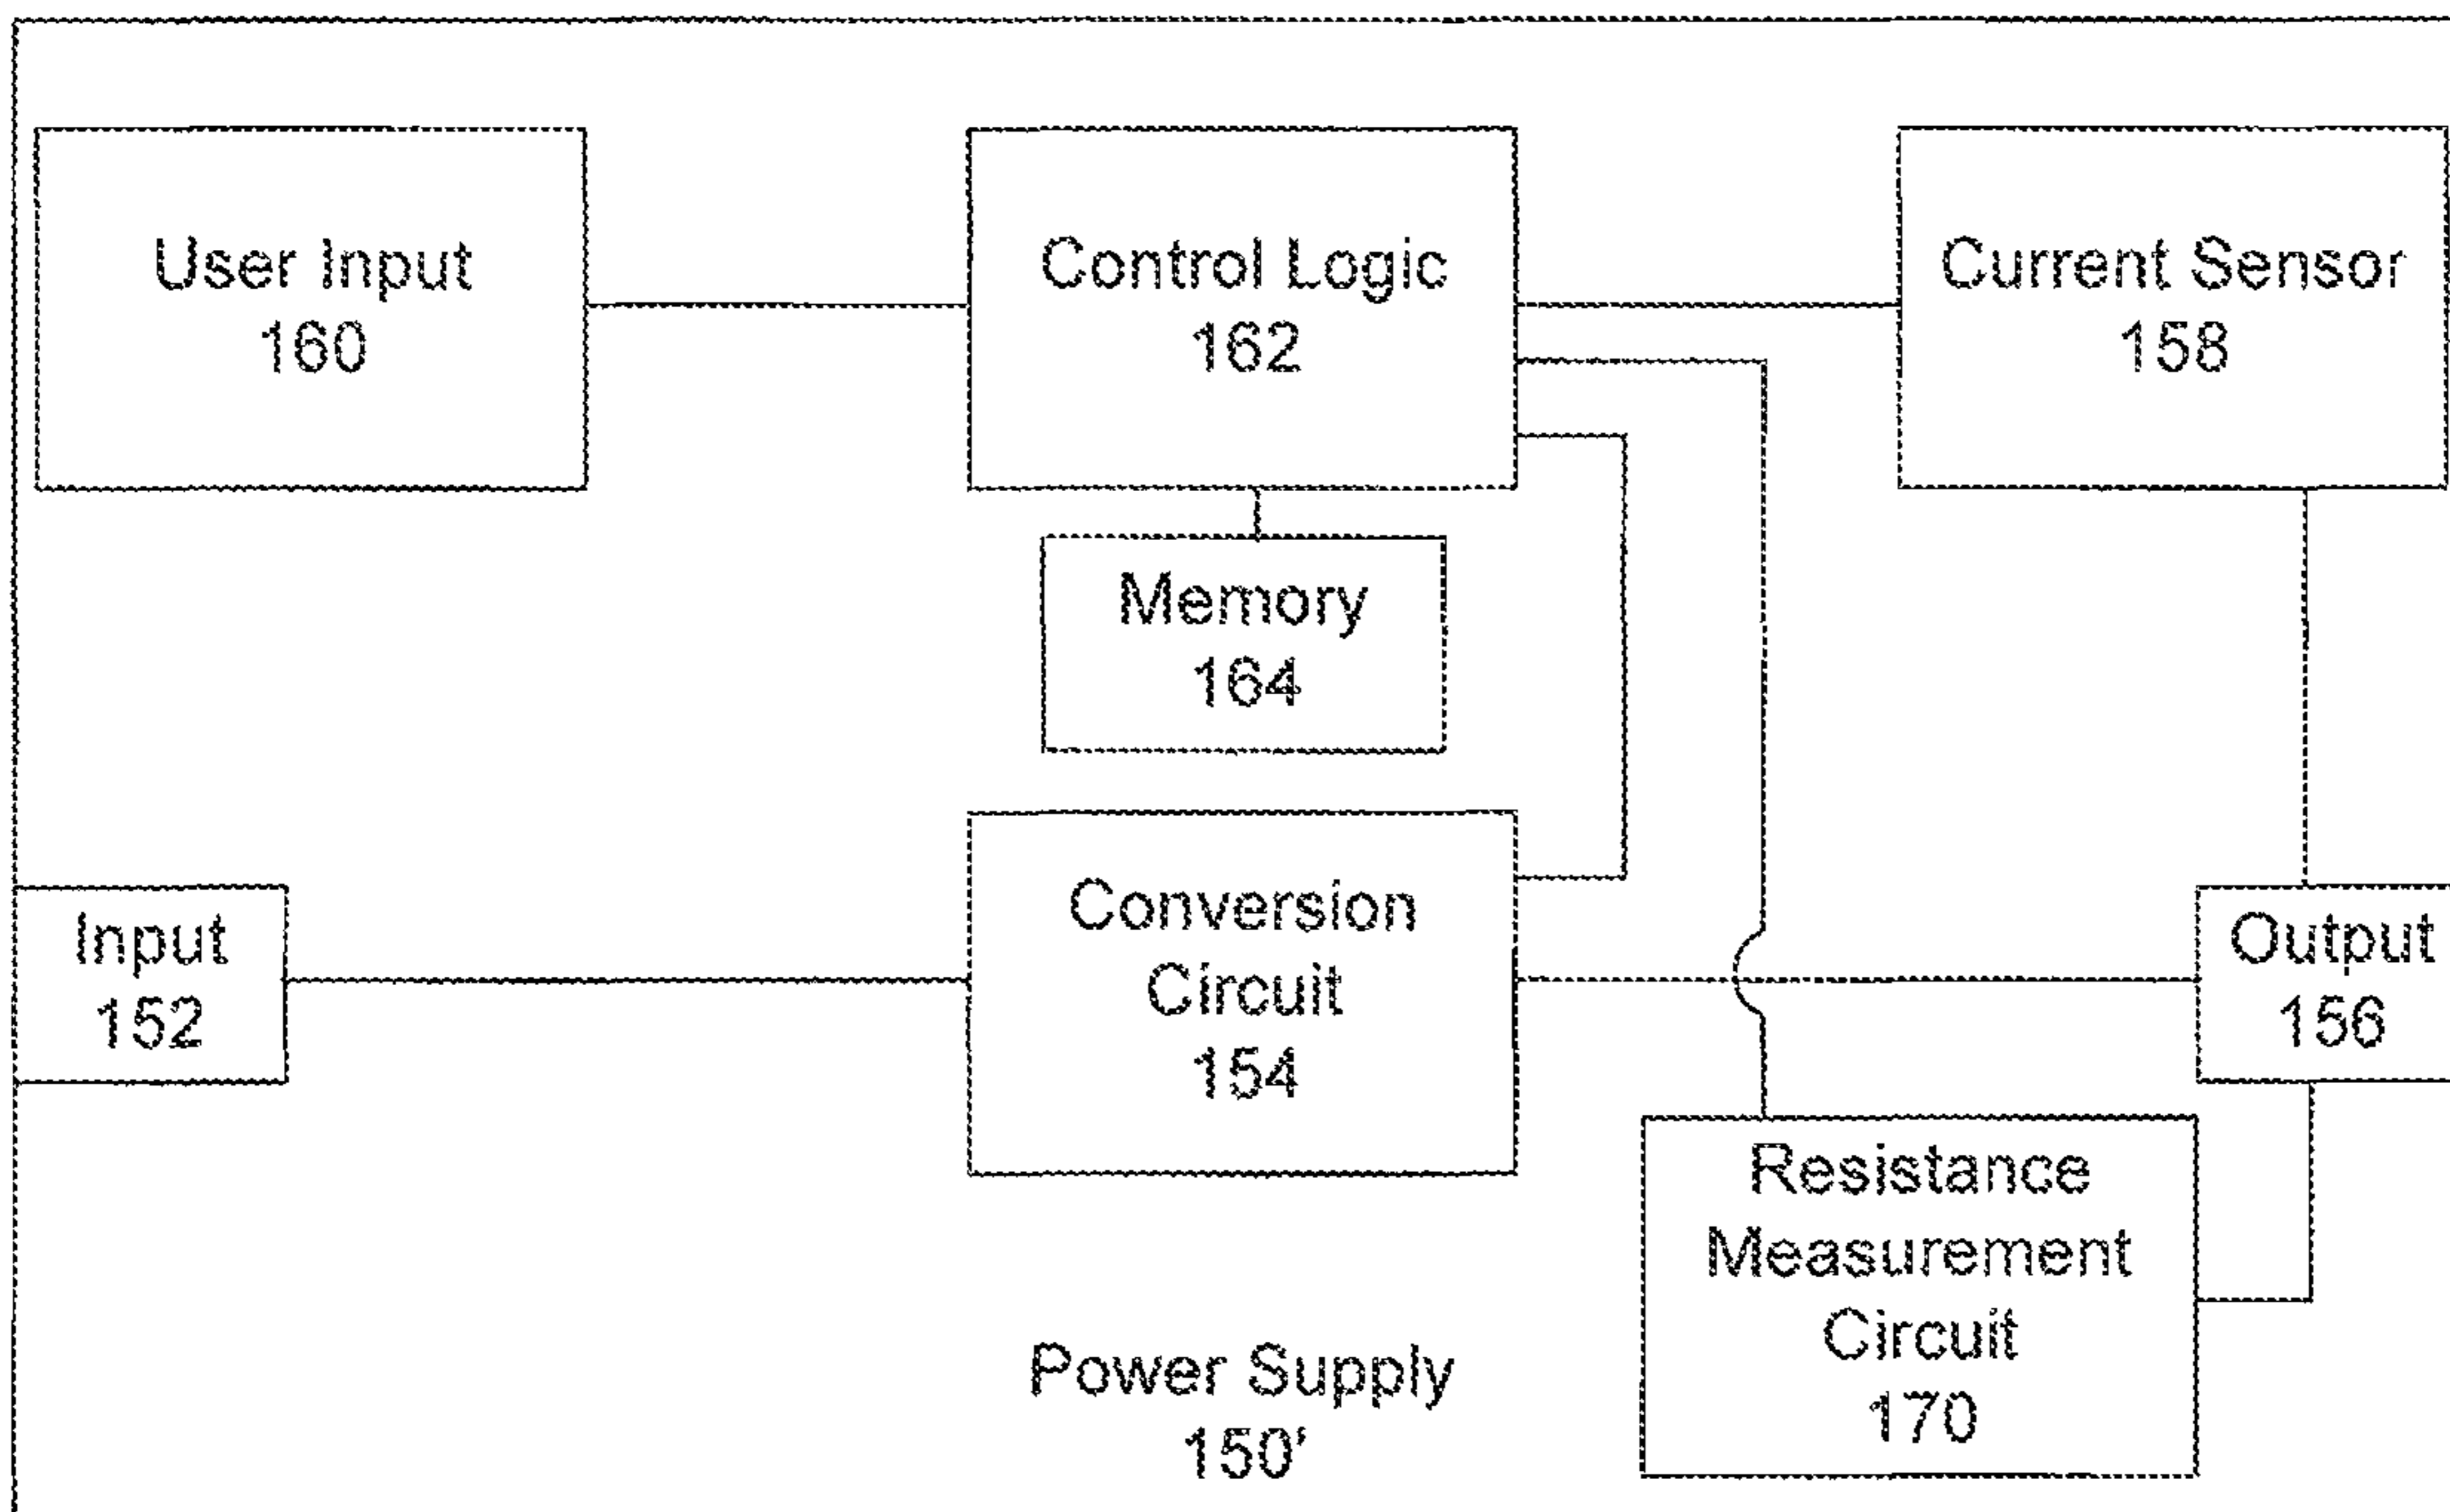 User Input
160
Control Logic
162
Current Sensor
158
Memory
164
Input
152
Conversion
Circuit
154
Output
156
Resistance
Measurement
Circuit
170
Power Supply
150'